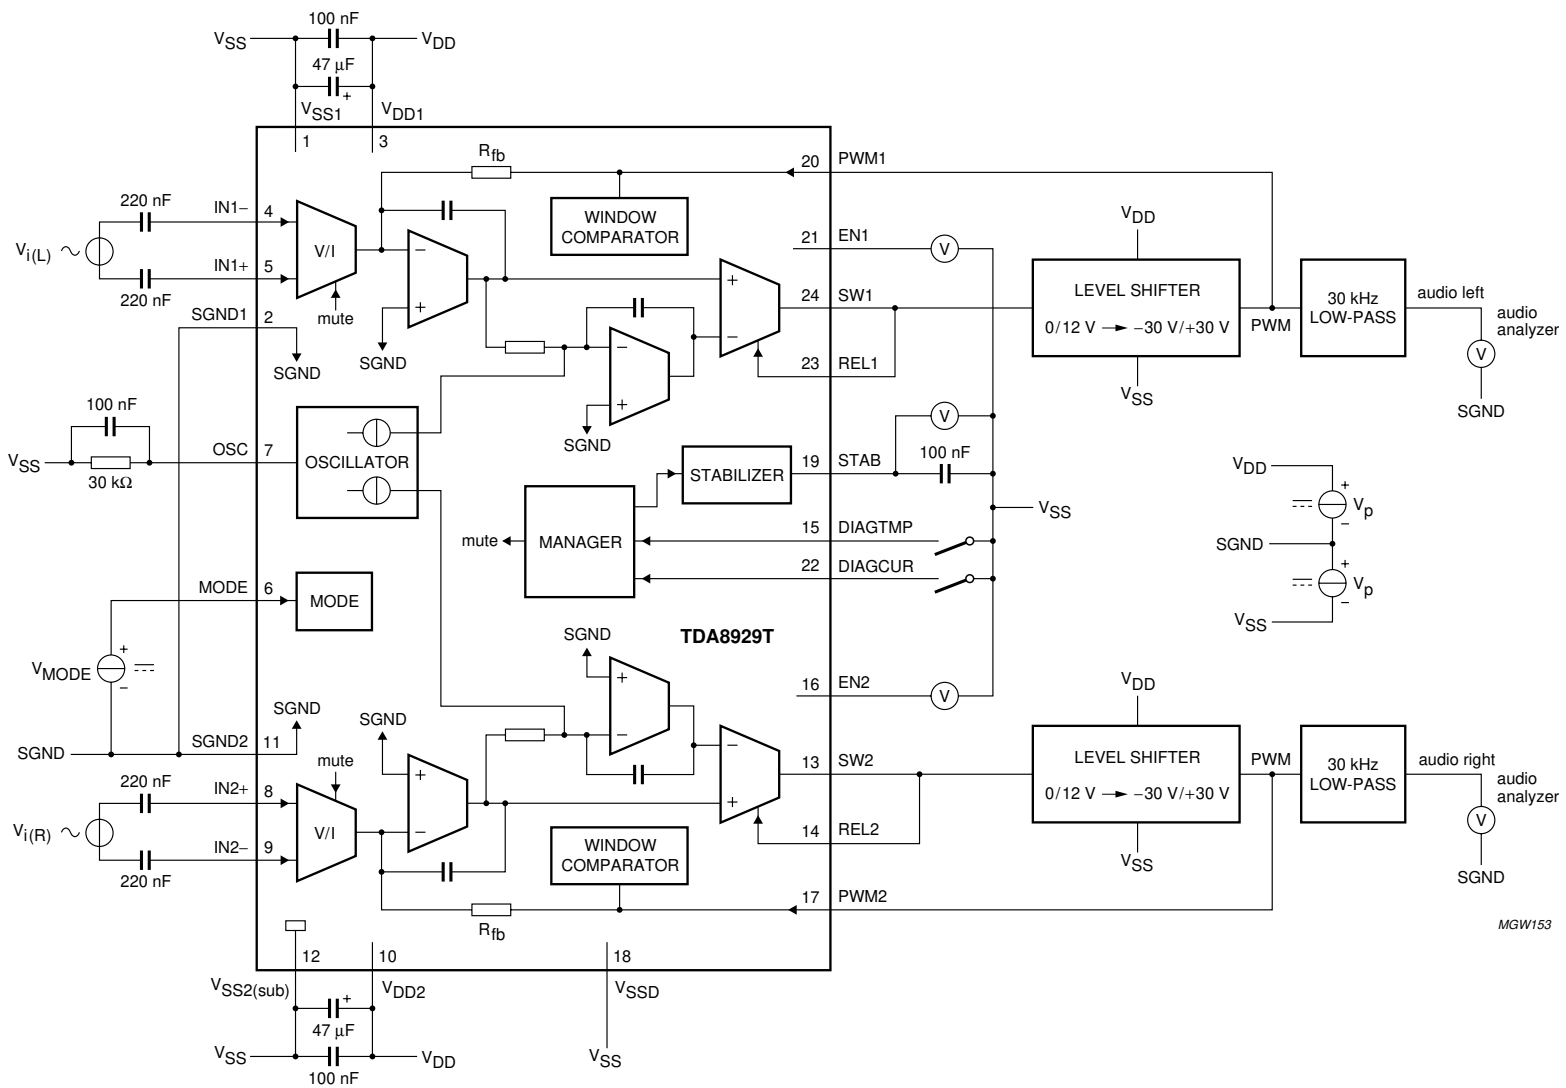 100 nF
VSS
VDD
47 µF
+
VSS1
VDD1
1
3
Rfb
20
PWM1
220 nF
IN1−
4
WINDOW
COMPARATOR
VDD
21
EN1
V
Vi(L)
V/I
−
IN1+
5
220 nF
+
+
LEVEL SHIFTER
0/12 V → −30 V/+30 V
24
SW1
PWM
30 kHz
LOW-PASS
audio left
audio
analyzer
V
SGND1
2
mute
SGND
SGND
−
−
23
REL1
VSS
SGND
+
SGND
100 nF
V
VSS
OSC
7
30 kΩ
OSCILLATOR
STABILIZER
19
STAB
100 nF
VDD
+
Vp
−
VSS
MANAGER
mute
15
DIAGTMP
SGND
22
DIAGCUR
+
Vp
−
VSS
MODE
6
MODE
TDA8929T
SGND
VMODE
+
−
+
−
16
EN2
V
VDD
SGND
SGND
SGND
SGND2
11
mute
+
−
−
+
13
SW2
LEVEL SHIFTER
0/12 V → −30 V/+30 V
PWM
30 kHz
LOW-PASS
audio right
audio
analyzer
V
220 nF
IN2+
8
Vi(R)
V/I
IN2−
9
220 nF
WINDOW
COMPARATOR
14
REL2
VSS
SGND
17
PWM2
Rfb
MGW153
12
10
18
VSS2(sub)
VDD2
VSSD
+
47 µF
VSS
VDD
100 nF
VSS